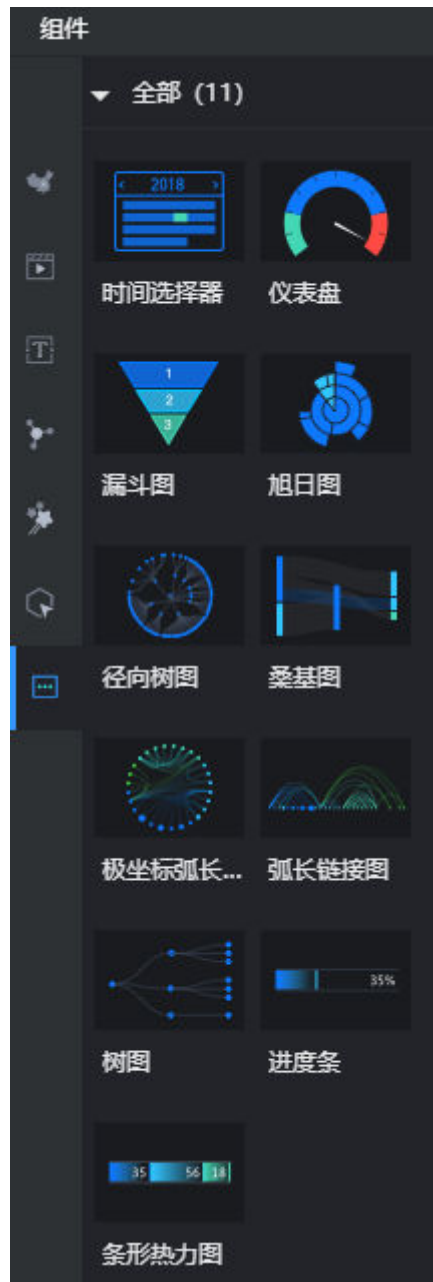 组件
全部 (11)
2018
时间选择器
仪表盘
1
2
3
漏斗图
旭日图
径向树图
桑基图
极坐标弧长...
弧长链接图
树图
35%
进度条
35 56 18
条形热力图
T